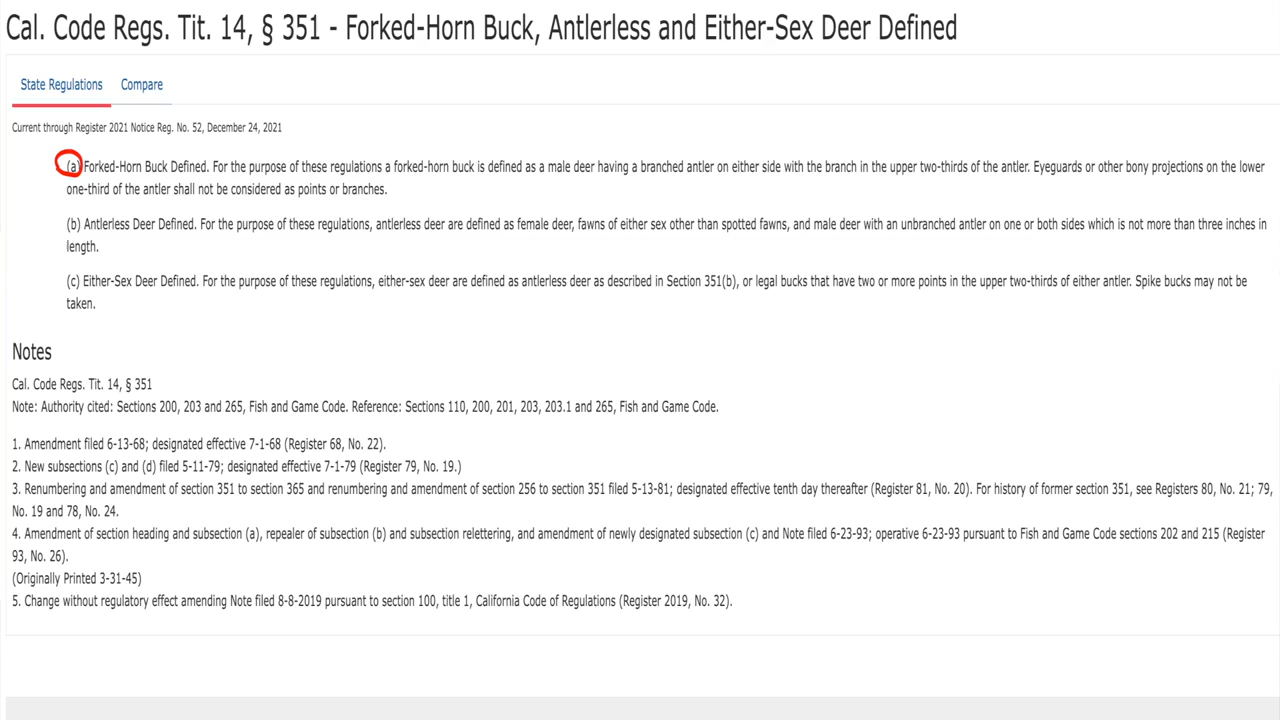 Cal. Code Regs. Tit. 14, § 351 - Forked-Horn Buck, Antlerless and Either-Sex Deer Defined
State Regulations Compare
Current through Register 2021 Notice Reg. No. 52, December 24, 2021
(a) Forked-Horn Buck Defined. For the purpose of these regulations a forked-horn buck is defined as a male deer having a branched antler on either side with the branch in the upper two-thirds of the antler. Eyeguards or other bony projections on the lower
one-third of the antler shall not be considered as points or branches.
(b) Antlerless Deer Defined. For the purpose of these regulations, antlerless deer are defined as female deer, fawns of either sex other than spotted fawns, and male deer with an unbranched antler on one or both sides which is not more than three inches in
length.
(c) Either-Sex Deer Defined. For the purpose of these regulations, either-sex deer are defined as antlerless deer as described in Section 351(b), or legal bucks that have two or more points in the upper two-thirds of either antler. Spike bucks may not be
taken.
Notes
Cal. Code Regs. Tit. 14, § 351
Note: Authority cited: Sections 200, 203 and 265, Fish and Game Code. Reference: Sections 110, 200, 201, 203, 203.1 and 265, Fish and Game Code.
1. Amendment filed 6-13-68; designated effective 7-1-68 (Register 68, No. 22).
2. New subsections (c) and (d) filed 5-11-79; designated effective 7-1-79 (Register 79, No. 19.)
3. Renumbering and amendment of section 351 to section 365 and renumbering and amendment of section 256 to section 351 filed 5-13-81; designated effective tenth day thereafter (Register 81, No. 20). For history of former section 351, see Registers 80, No. 21; 79,
No. 19 and 78, No. 24.
4. Amendment of section heading and subsection (a), repealer of subsection (b) and subsection relettering, and amendment of newly designated subsection (c) and Note filed 6-23-93; operative 6-23-93 pursuant to Fish and Game Code sections 202 and 215 (Register
93, No. 26).
(Originally Printed 3-31-45)
5. Change without regulatory effect amending Note filed 8-8-2019 pursuant to section 100, title 1, California Code of Regulations (Register 2019, No. 32).